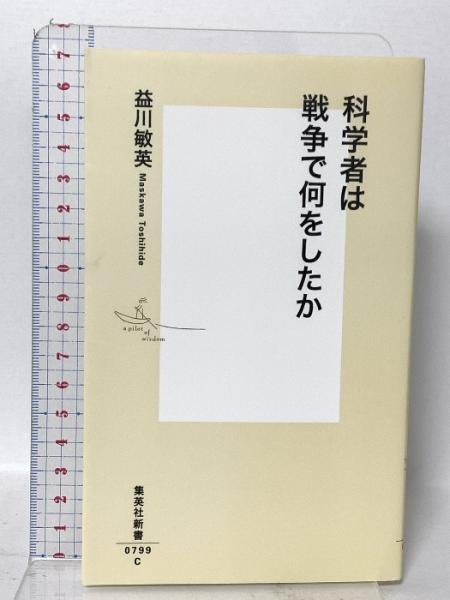 科学者は
戦争で何をしたか
益川敏英 Maskawa Toshihide
a pilot
of
wisdom
集英社新書
0799
C